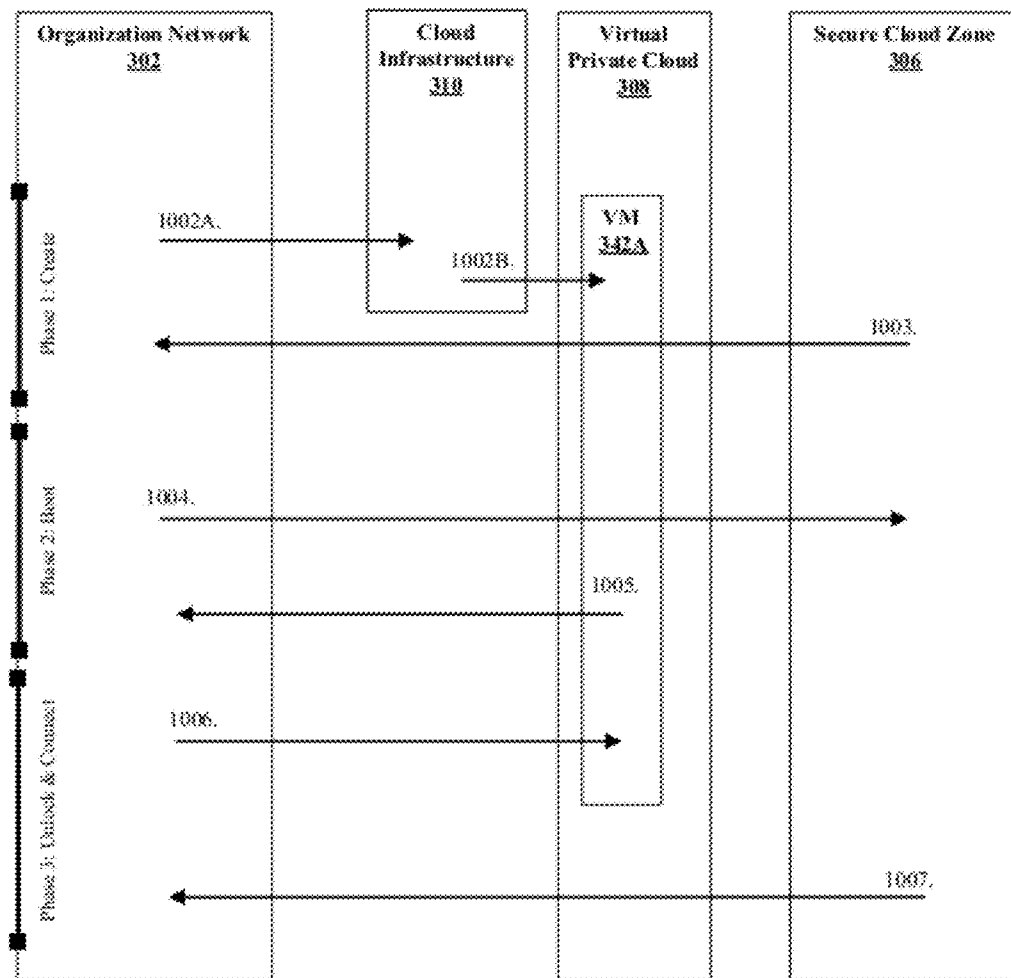 Organization Network
302
Cloud
Infrastructure
310
Virtual
Private Cloud
308
Secure Cloud Zone
306
VM
342A
Phase 1: Create
1002A.
1002B.
1003.
Phase 2: Boot
1004.
1005.
Phase 3: Unlock & Connect
1006.
1007.